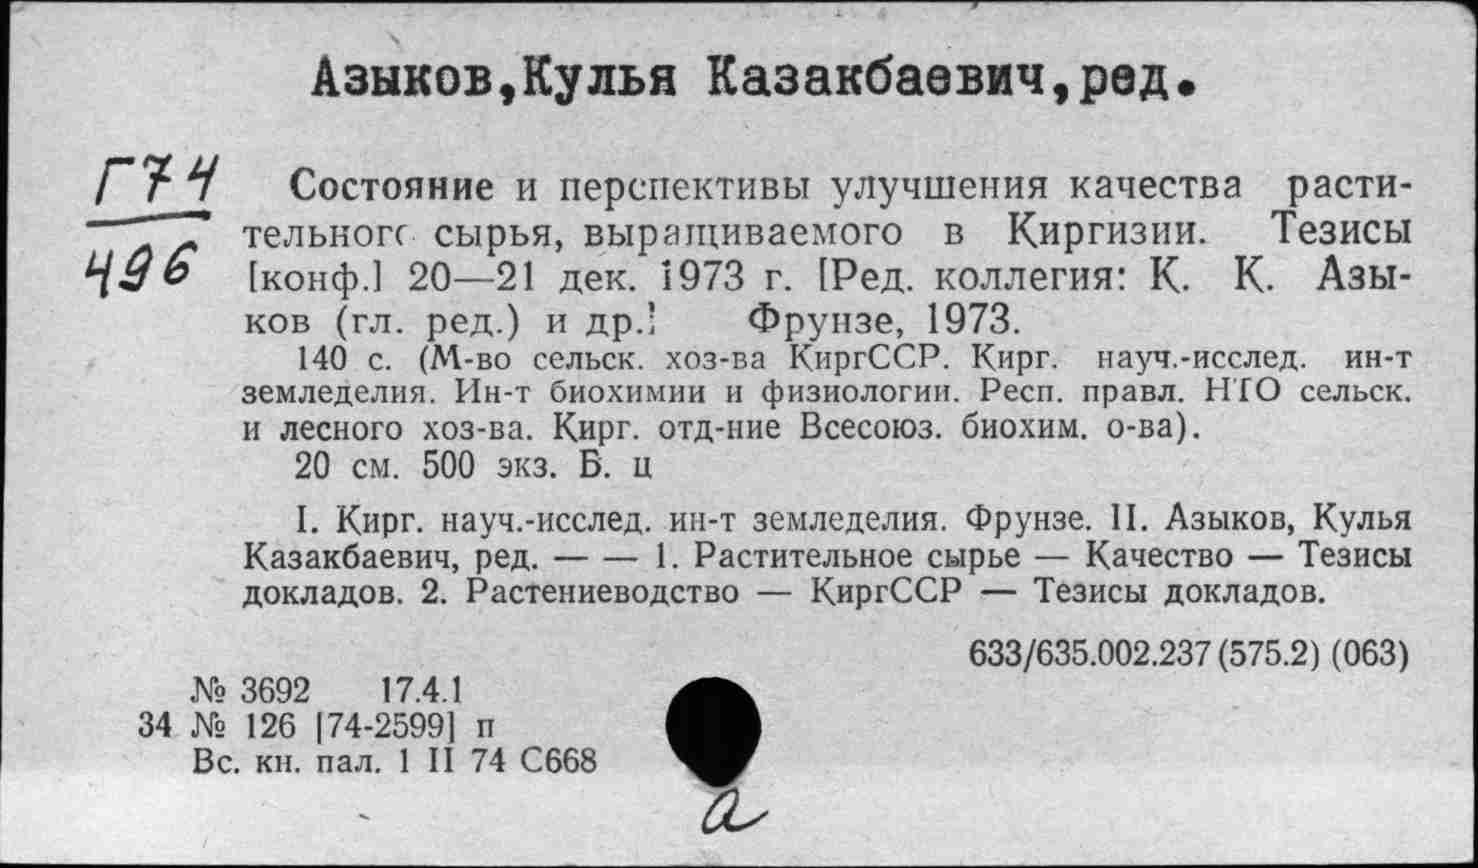 Азыков,Кулья Казакбаевич,ред.
Г74
496
Состояние и перспективы улучшения качества расти-
тельного сырья, выращиваемого в Киргизии. Тезисы
[конф.] 20—21 дек. 1973 г. [Ред. коллегия: К. К. Азы-
ков (гл. ред.) и др.] Фрунзе, 1973.
140 с. (М-во сельск. хоз-ва КиргССР. Кирг. науч.-исслед. ин-т
земледелия. Ин-т биохимии и физиологии. Респ. правл. НТО сельск.
и лесного хоз-ва. Кирг. отд-ние Всесоюз. биохим. о-ва).
20 см. 500 экз. Б. ц
I. Кирг. науч.-исслед. ин-т земледелия. Фрунзе. II. Азыков, Кулья
Казакбаевич, ред. — — 1. Растительное сырье — Качество — Тезисы
докладов. 2. Растениеводство — КиргССР — Тезисы докладов.
633/635.002.237 (575.2) (063)
№ 3692 17.4.1
34 № 126 [74-2599] п
Вс. кн. пал. 1 II 74 С668
а